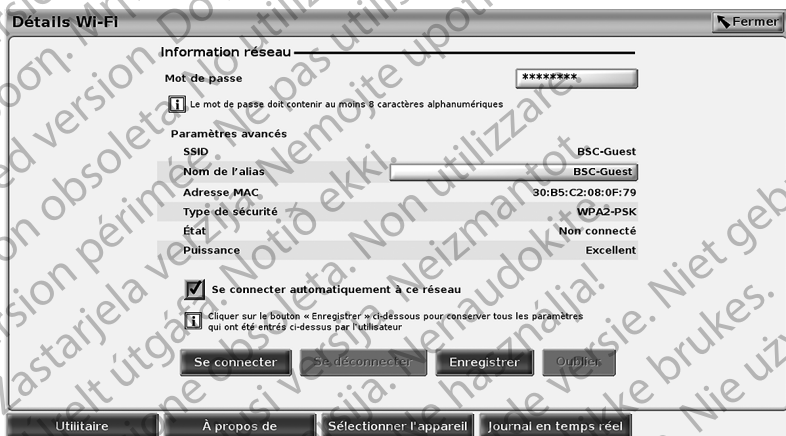 Détails Wi-Fi
Fermer
Information réseau
Mot de passe
********
i Le mot de passe doit contenir au moins 8 caractères alphanumériques
Paramètres avancés
SSID BSC-Guest
Nom de l’alias BSC-Guest
Adresse MAC 30:B5:C2:08:0F:79
Type de sécurité WPA2-PSK
État Non connecté
Puissance Excellent
Se connecter automatiquement à ce réseau
i Cliquer sur le bouton « Enregistrer » ci-dessous pour conserver tous les paramètres
qui ont été entrés ci-dessus par l'utilisateur
Se connecter Se déconnecter Enregistrer Oublier
Utilitaire À propos de Sélectionner l'appareil Journal en temps réel